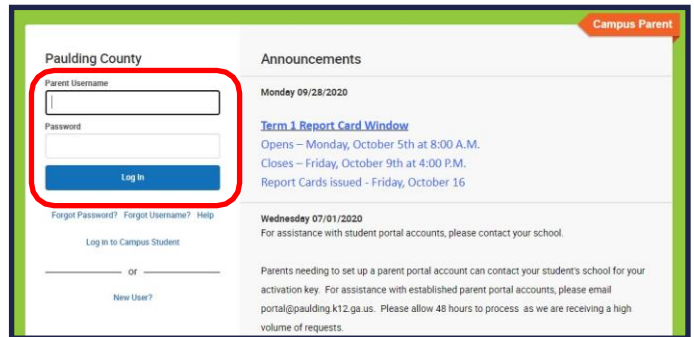 Campus Parent
Paulding County
Parent Username
Password
Log In
Forgot Password? Forgot Username? Help
Log in to Campus Student
or
New User?
Announcements
Monday 09/28/2020
Term 1 Report Card Window
Opens – Monday, October 5th at 8:00 A.M.
Closes – Friday, October 9th at 4:00 P.M.
Report Cards issued - Friday, October 16
Wednesday 07/01/2020
For assistance with student portal accounts, please contact your school.
Parents needing to set up a parent portal account can contact your student's school for your
activation key. For assistance with established parent portal accounts, please email
portal@paulding.k12.ga.us. Please allow 48 hours to process as we are receiving a high
volume of requests.